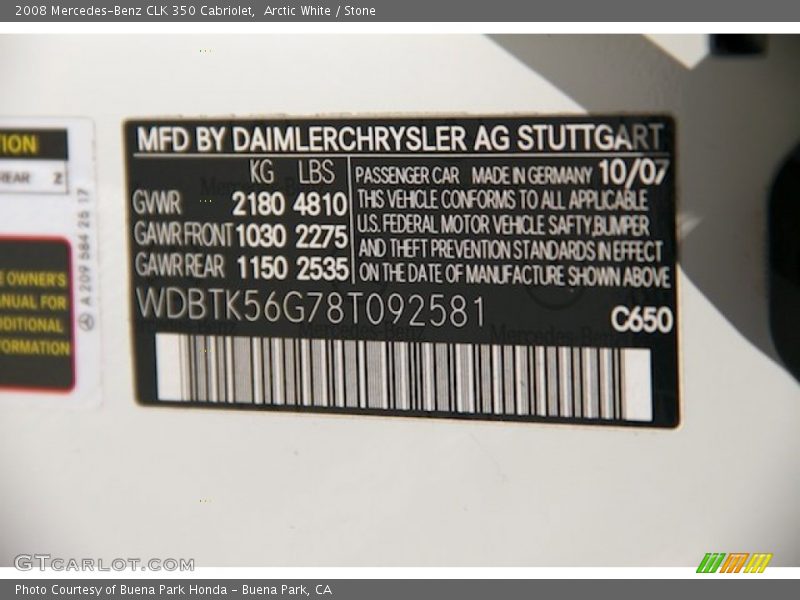 2008 Mercedes-Benz CLK 350 Cabriolet,  Arctic White / Stone
MFD BY DAIMLERCHRYSLER AG STUTTGART
KG LBS
GVWR 2180 4810
GAWR FRONT 1030 2275
GAWR REAR 1150 2535
PASSENGER CAR MADE IN GERMANY 10/07
THIS VEHICLE CONFORMS TO ALL APPLICABLE
U.S. FEDERAL MOTOR VEHICLE SAFTY, BUMPER
AND THEFT PREVENTION STANDARDS IN EFFECT
ON THE DATE OF MANUFACTURE SHOWN ABOVE
WDBTK56G78T092581
C650
TION
REAR 2
E OWNER'S
ANUAL FOR
DDITIONAL
FORMATION
A 209 584 26 17
GTCARLOT.COM
Photo Courtesy of Buena Park Honda - Buena Park, CA